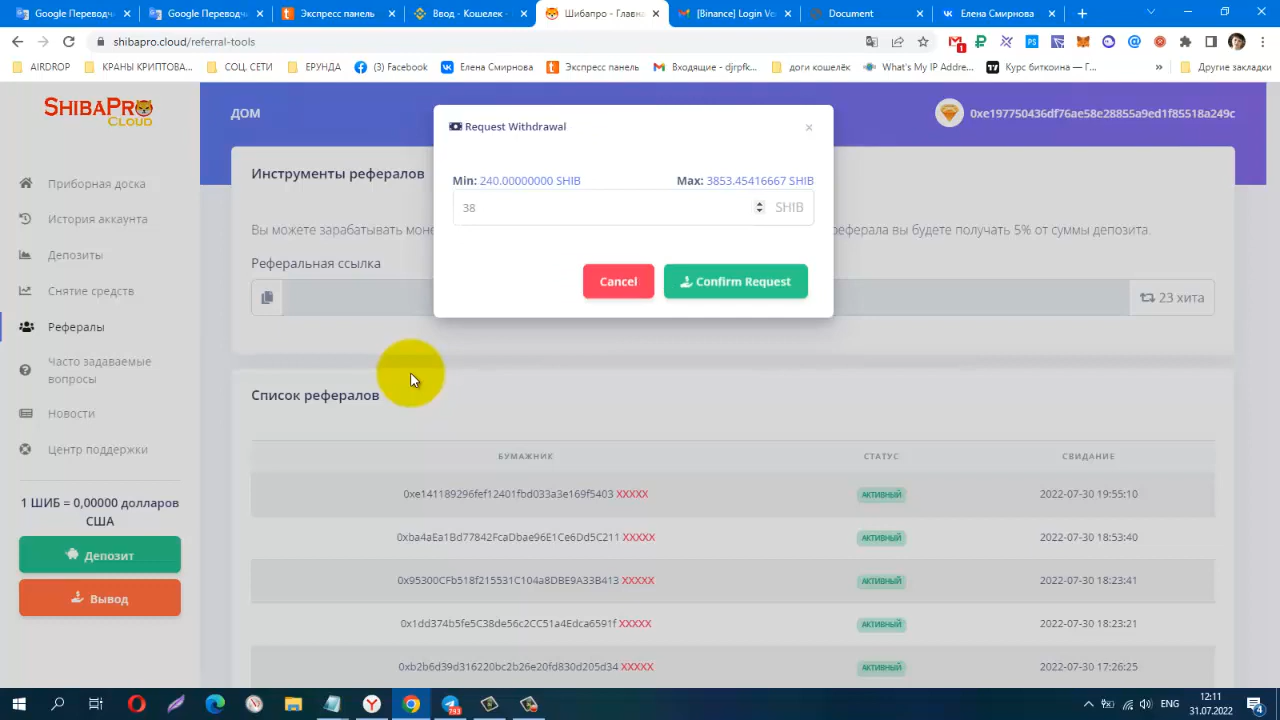 Google Переводчи
Google Переводчи
Экспресс панель
Ввод - Кошелек -
Шибапро - Главна
[Binance] Login Ve
Document
Елена Смирнова
shibapro.cloud/referral-tools
AIRDROP
КРАНЫ КРИПТОВА...
СОЦ. СЕТИ
ЕРУНДА
(3) Facebook
Елена Смирнова
Экспресс панель
Входящие - djrpfk...
доги кошелёк
What's My IP Addre...
Курс биткоина — Г...
»
Другие закладки
SHIBAPRO
CLOUD
ДОМ
0xe197750436df76ae58e28855a9ed1f85518a249c
Request Withdrawal
Min: 240.00000000 SHIB
Max: 3853.45416667 SHIB
38
SHIB
Cancel
Confirm Request
Инструменты рефералов
Вы можете зарабатывать моне
реферала вы будете получать 5% от суммы депозита.
Реферальная ссылка
23 хита
Приборная доска
История аккаунта
Депозиты
Снятие средств
Рефералы
Часто задаваемые
вопросы
Новости
Центр поддержки
1 ШИБ = 0,00000 долларов
США
Депозит
Вывод
Список рефералов
БУМАЖНИК
СТАТУС
СВИДАНИЕ
0xe141189296fef12401fbd033a3e169f5403 XXXXX
АКТИВНЫЙ
2022-07-30 19:55:10
0xba4aEa1Bd77842FcaDbae96E1Ce6Dd5C211 XXXXX
АКТИВНЫЙ
2022-07-30 18:53:40
0x95300CFb518f215531C104a8DBE9A33B413 XXXXX
АКТИВНЫЙ
2022-07-30 18:23:41
0x1dd374b5fe5C38de56c2CC51a4Edca6591f XXXXX
АКТИВНЫЙ
2022-07-30 18:23:21
0xb2b6d39d316220bc2b26e20fd830d205d34 XXXXX
АКТИВНЫЙ
2022-07-30 17:26:25
793
ENG
12:11
31.07.2022
4